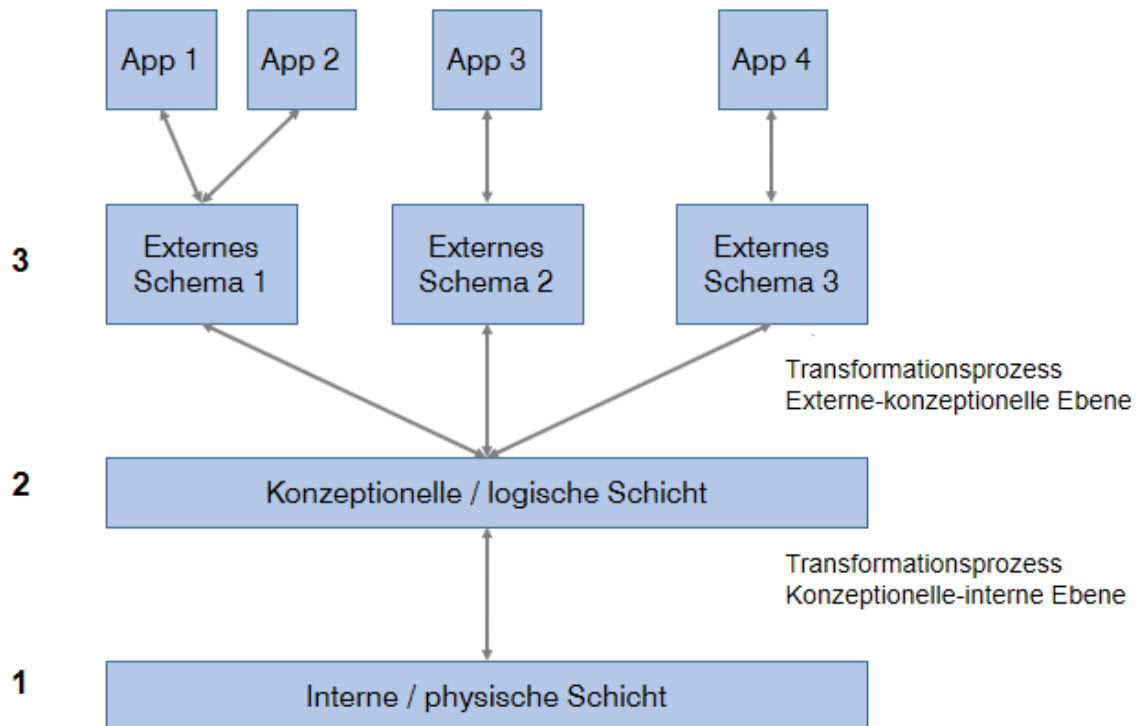 App 1
App 2
App 3
App 4
3
Externes
Schema 1
Externes
Schema 2
Externes
Schema 3
Transformationsprozess
Externe-konzeptionelle Ebene
2
Konzeptionelle / logische Schicht
Transformationsprozess
Konzeptionelle-interne Ebene
1
Interne / physische Schicht